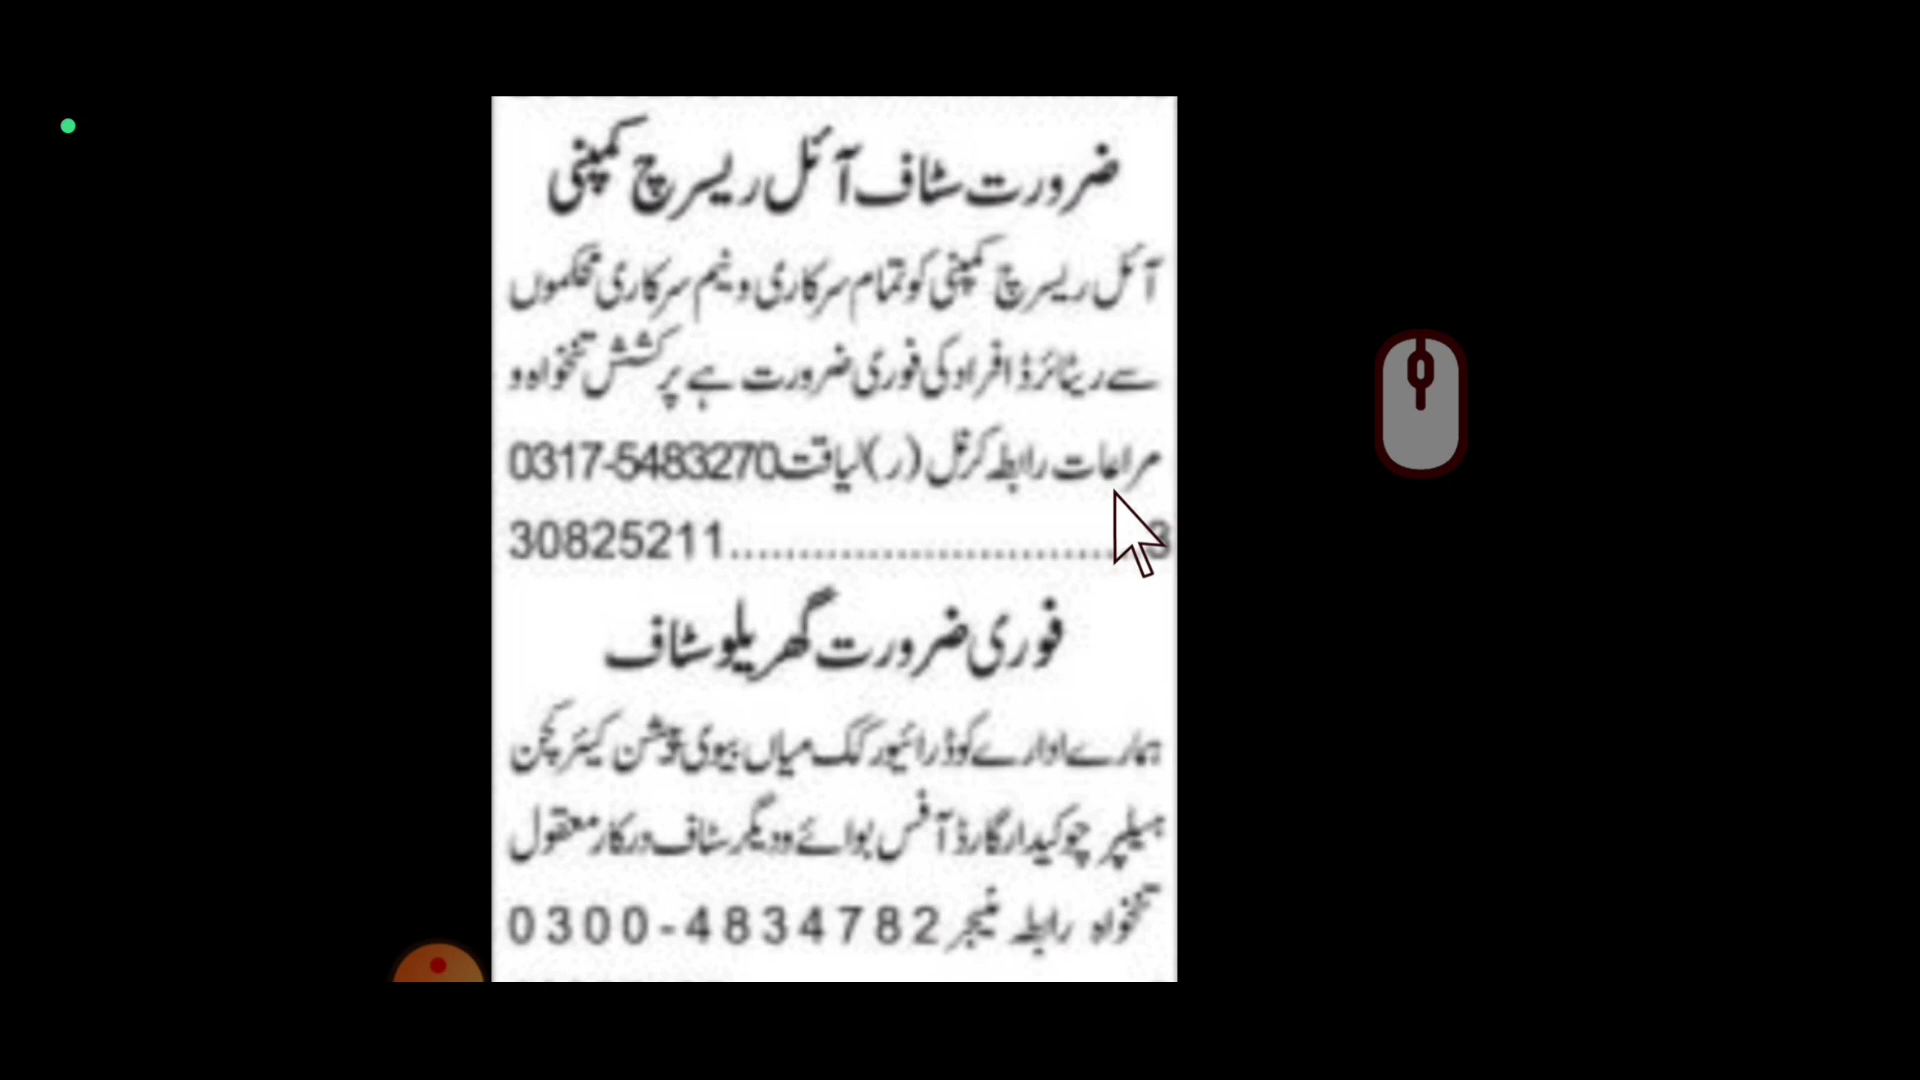 ضرورت سٹاف آئل ریسرچ کمپنی
آئل ریسرچ کمپنی کو تمام سرکاری و نیم سرکاری محکموں
سے ریٹائرڈ افراد کی فوری ضرورت ہے پرکشش تنخواہ و
مراعات رابطہ کرنل (ر) لیاقت 0317-5483270
30825211..............................3
فوری ضرورت گھریلو سٹاف
ہمارے ادارے کو ڈرائیور کک میاں بیوی پیشن کیئر کچن
ہیلپر چوکیدار گارڈ آفس بوائے و دیگر سٹاف درکار معقول
تنخواہ رابطہ منیجر 0300-4834782